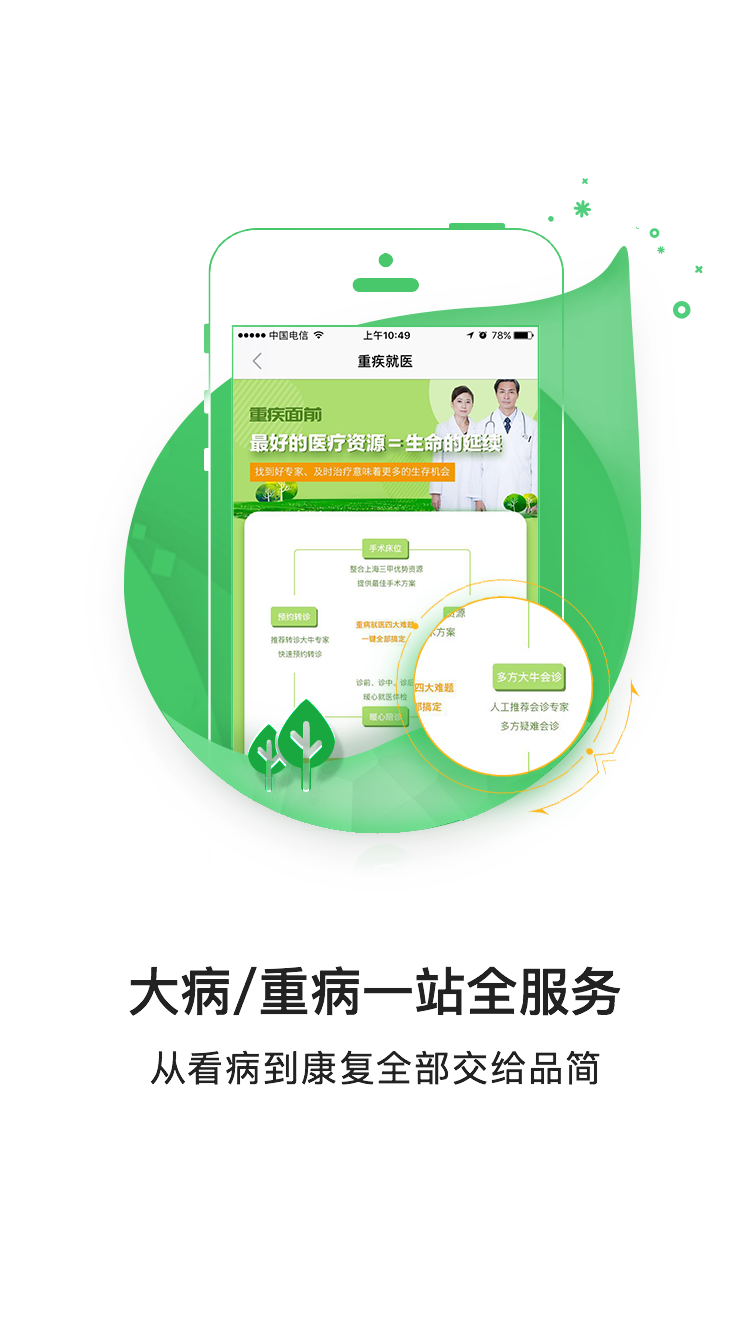 中国电信
上午10:49
78%
重疾就医
重疾面前
最好的医疗资源=生命的延续
找到好专家、及时治疗意味着更多的生存机会
手术床位
整合上海三甲优势资源
提供最佳手术方案
预约转诊
推荐转诊大牛专家
快速预约转诊
重病就医四大难题
一键全部搞定
资源
术方案
四大难题
部搞定
多方大牛会诊
人工推荐会诊专家
多方疑难会诊
诊前、诊中、诊后
暖心就医体检
暖心陪诊
大病/重病一站全服务
从看病到康复全部交给品简